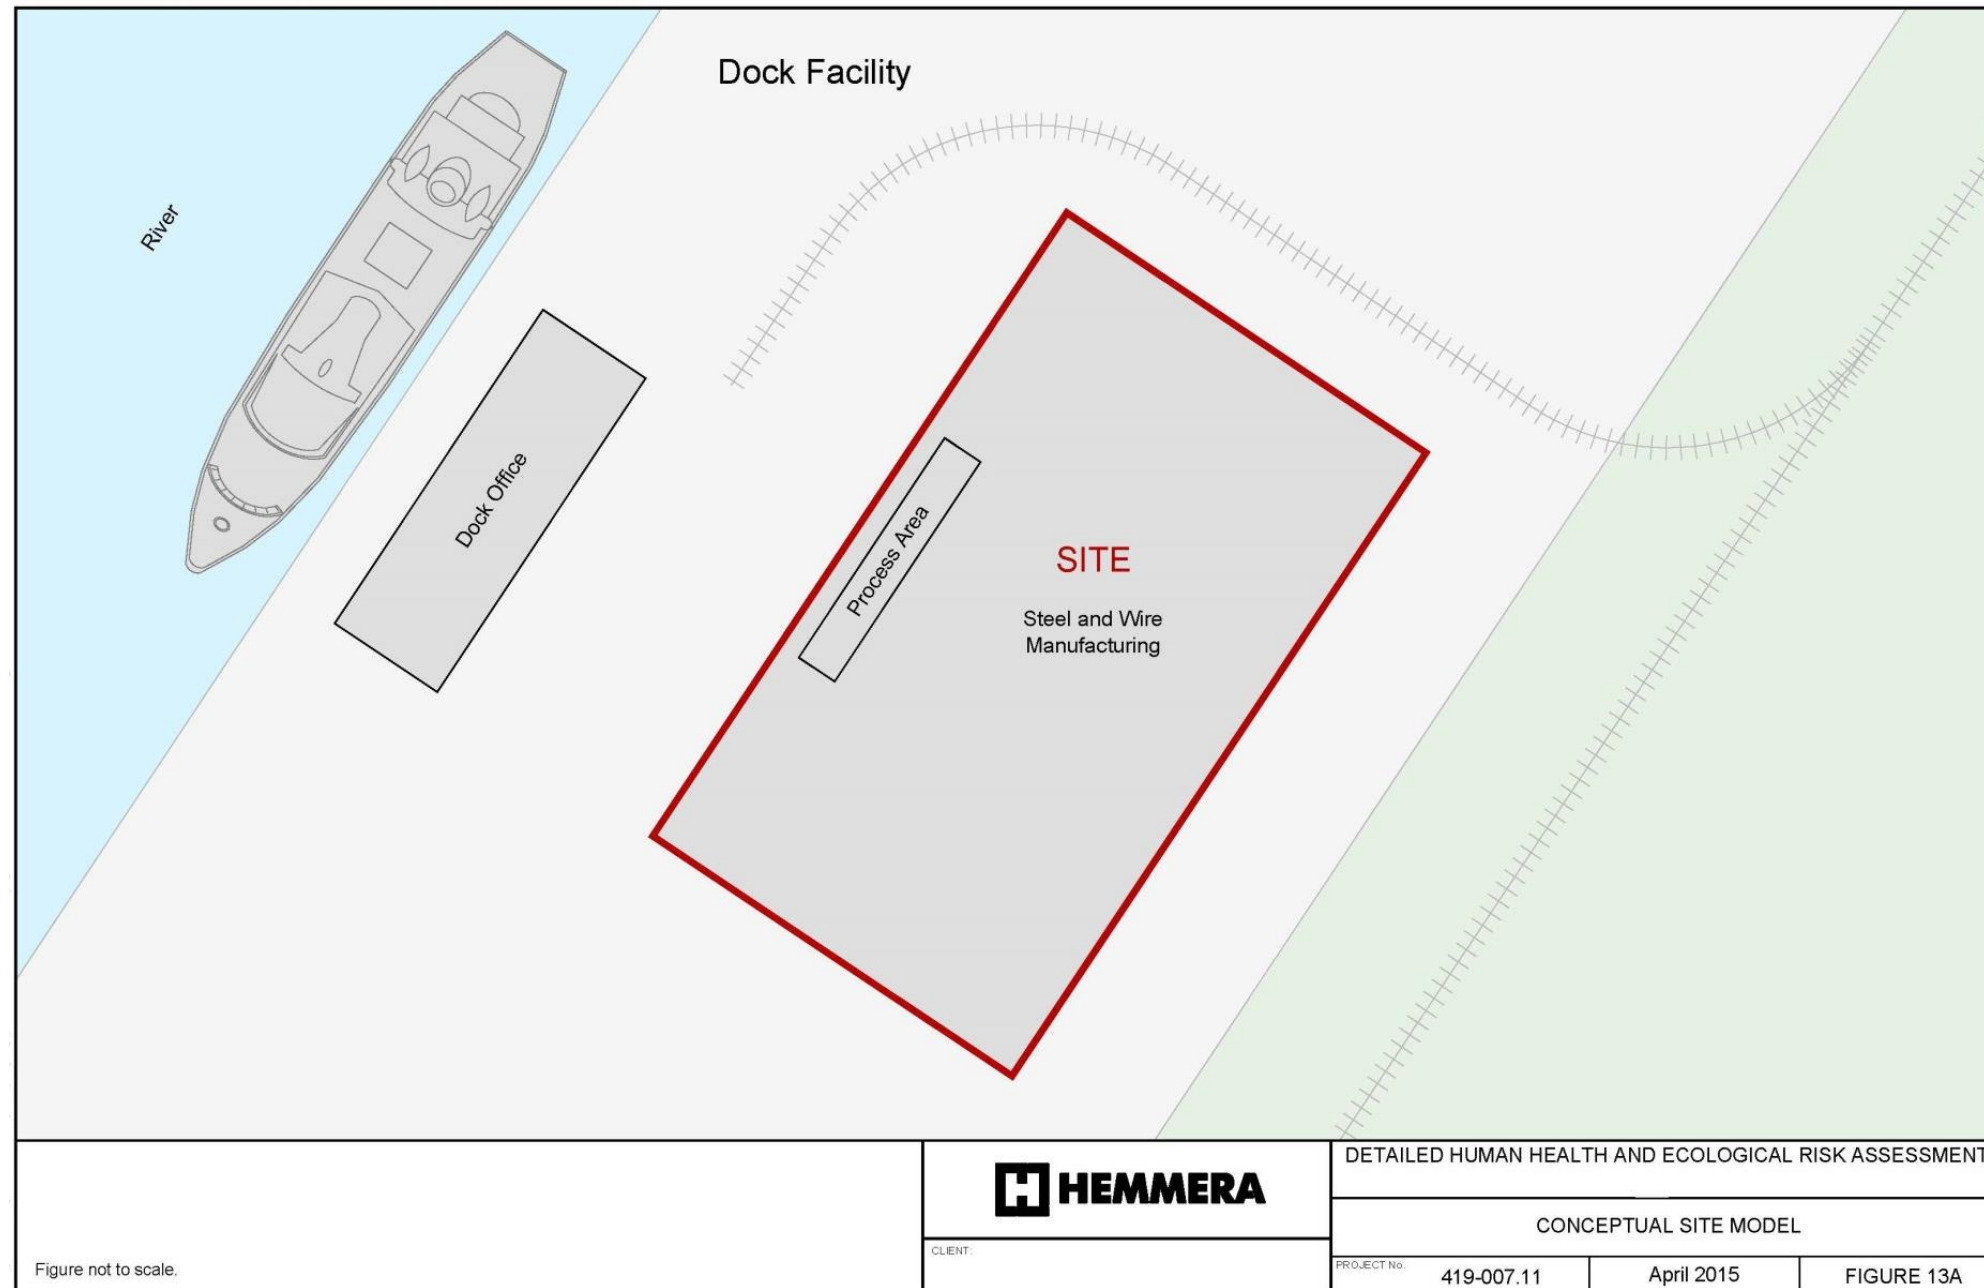 Dock Facility
River
Dock Office
Process Area
SITE
Steel and Wire
Manufacturing
Figure not to scale.
HEMMERA
CLIENT:
DETAILED HUMAN HEALTH AND ECOLOGICAL RISK ASSESSMENT
CONCEPTUAL SITE MODEL
PROJECT No.
419-007.11
April 2015
FIGURE 13A